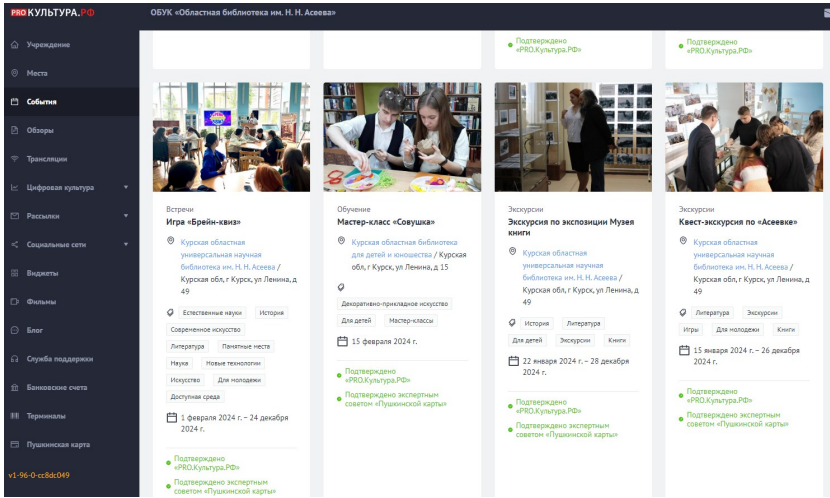 PRO КУЛЬТУРА.РФ
ОБУК «Областная библиотека им. Н. Н. Асеева»
Учреждение
Места
События
Обзоры
Трансляции
Цифровая культура
Рассылки
Социальные сети
Виджеты
Фильмы
Блог
Служба поддержки
Банковские счета
Терминалы
Пушкинская карта
v1-96-0-cc8dc049
Подтверждено
«PRO.Культура.РФ»
Подтверждено
«PRO.Культура.РФ»
Встречи
Игра «Брейн-квиз»
Курская областная
универсальная научная
библиотека им. Н. Н. Асеева /
Курская обл, г Курск, ул Ленина, д
49
Естественные науки История
Современное искусство
Литература Памятные места
Наука Новые технологии
Искусство Для молодежи
Доступная среда
1 февраля 2024 г. – 24 декабря
2024 г.
Подтверждено
«PRO.Культура.РФ»
Подтверждено экспертным
советом «Пушкинской карты»
Обучение
Мастер-класс «Совушка»
Курская областная библиотека
для детей и юношества / Курская
обл, г Курск, ул Ленина, д 15
Декоративно-прикладное искусство
Для детей Мастер-классы
15 февраля 2024 г.
Подтверждено
«PRO.Культура.РФ»
Подтверждено экспертным
советом «Пушкинской карты»
Экскурсии
Экскурсия по экспозиции Музея
книги
Курская областная
универсальная научная
библиотека им. Н. Н. Асеева /
Курская обл, г Курск, ул Ленина, д
49
История Литература
Для детей Экскурсии Книги
22 января 2024 г. – 28 декабря
2024 г.
Подтверждено
«PRO.Культура.РФ»
Подтверждено экспертным
советом «Пушкинской карты»
Экскурсии
Квест-экскурсия по «Асеевке»
Курская областная
универсальная научная
библиотека им. Н. Н. Асеева /
Курская обл, г Курск, ул Ленина, д
49
Литература Экскурсии
Игры Для молодежи Книги
15 января 2024 г. – 26 декабря
2024 г.
Подтверждено
«PRO.Культура.РФ»
Подтверждено экспертным
советом «Пушкинской карты»